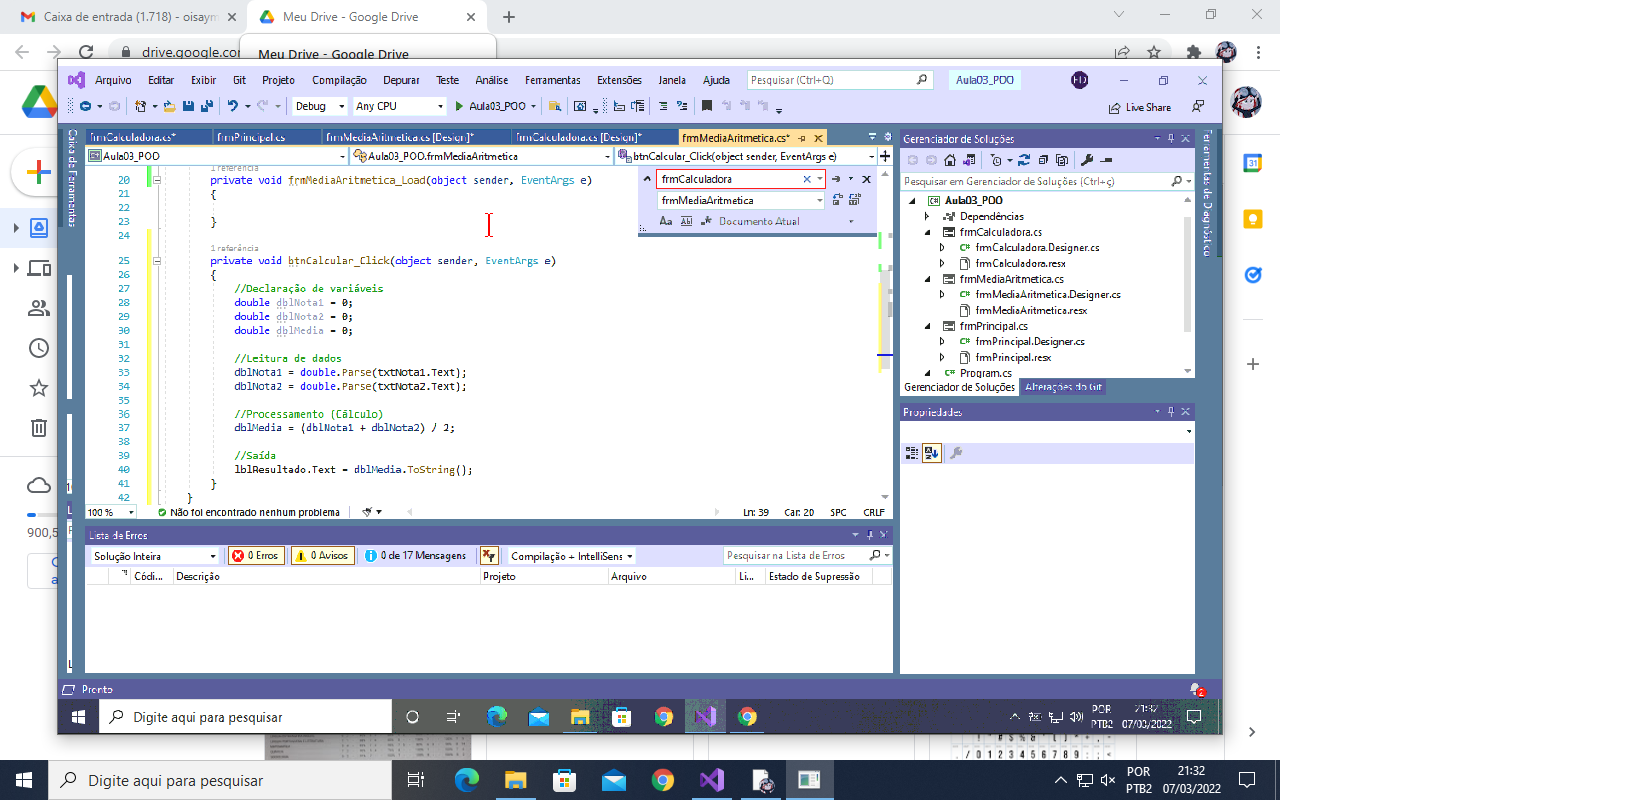 Caixa de entrada (1.718) - oisaym
Meu Drive - Google Drive
drive.google.com
Meu Drive - Google Drive
Arquivo Editar Exibir Git Projeto Compilação Depurar Teste Análise Ferramentas Extensões Janela Ajuda
Pesquisar (Ctrl+Q)
Aula03_POO
Debug
Any CPU
Aula03_POO
Live Share
Caixa de Ferramentas
frmCalculadora.cs*
frmPrincipal.cs
frmMediaAritmetica.cs [Design]*
frmCalculadora.cs [Design]*
frmMediaAritmetica.cs*
Aula03_POO
Aula03_POO.frmMediaAritmetica
btnCalcular_Click(object sender, EventArgs e)
frmCalculadora
frmMediaAritmetica
Aa Documento Atual
1 referência
20 private void frmMediaAritmetica_Load(object sender, EventArgs e)
21 {
22
23 }
24
1 referência
25 private void btnCalcular_Click(object sender, EventArgs e)
26 {
27 //Declaração de variáveis
28 double dblNota1 = 0;
29 double dblNota2 = 0;
30 double dblMedia = 0;
31
32 //Leitura de dados
33 dblNota1 = double.Parse(txtNota1.Text);
34 dblNota2 = double.Parse(txtNota2.Text);
35
36 //Processamento (Cálculo)
37 dblMedia = (dblNota1 + dblNota2) / 2;
38
39 //Saída
40 lblResultado.Text = dblMedia.ToString();
41 }
42 }
100 %
Não foi encontrado nenhum problema
Ln: 39 Car: 20 SPC CRLF
Lista de Erros
Solução Inteira
0 Erros
0 Avisos
0 de 17 Mensagens
Compilação + IntelliSens
Pesquisar na Lista de Erros
Códi... Descrição Projeto Arquivo Li... Estado de Supressão
Gerenciador de Soluções
Pesquisar em Gerenciador de Soluções (Ctrl+ç)
Aula03_POO
Dependências
frmCalculadora.cs
frmCalculadora.Designer.cs
frmCalculadora.resx
frmMediaAritmetica.cs
frmMediaAritmetica.Designer.cs
frmMediaAritmetica.resx
frmPrincipal.cs
frmPrincipal.Designer.cs
frmPrincipal.resx
Program.cs
Gerenciador de Soluções Alterações do Git
Propriedades
Ferramentas de Diagnóstico
31
900,5
Pronto
2
Digite aqui para pesquisar
POR
PTB2
21:32
07/03/2022
Digite aqui para pesquisar
POR
PTB2
21:32
07/03/2022